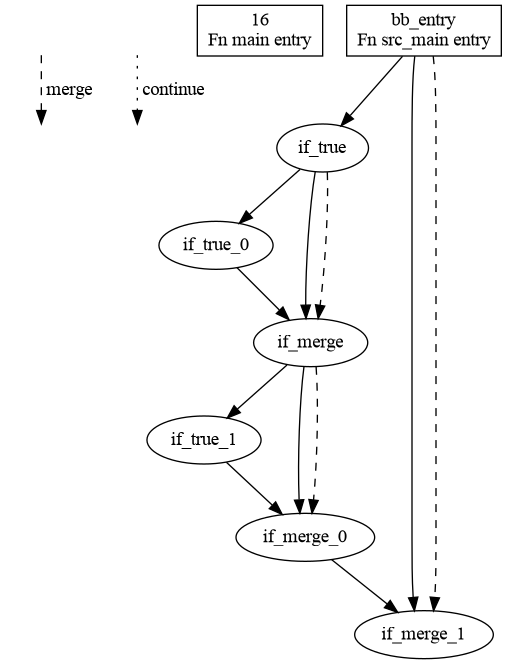 16
Fn main entry
bb_entry
Fn src_main entry
merge
continue
if_true
if_true_0
if_merge
if_true_1
if_merge_0
if_merge_1